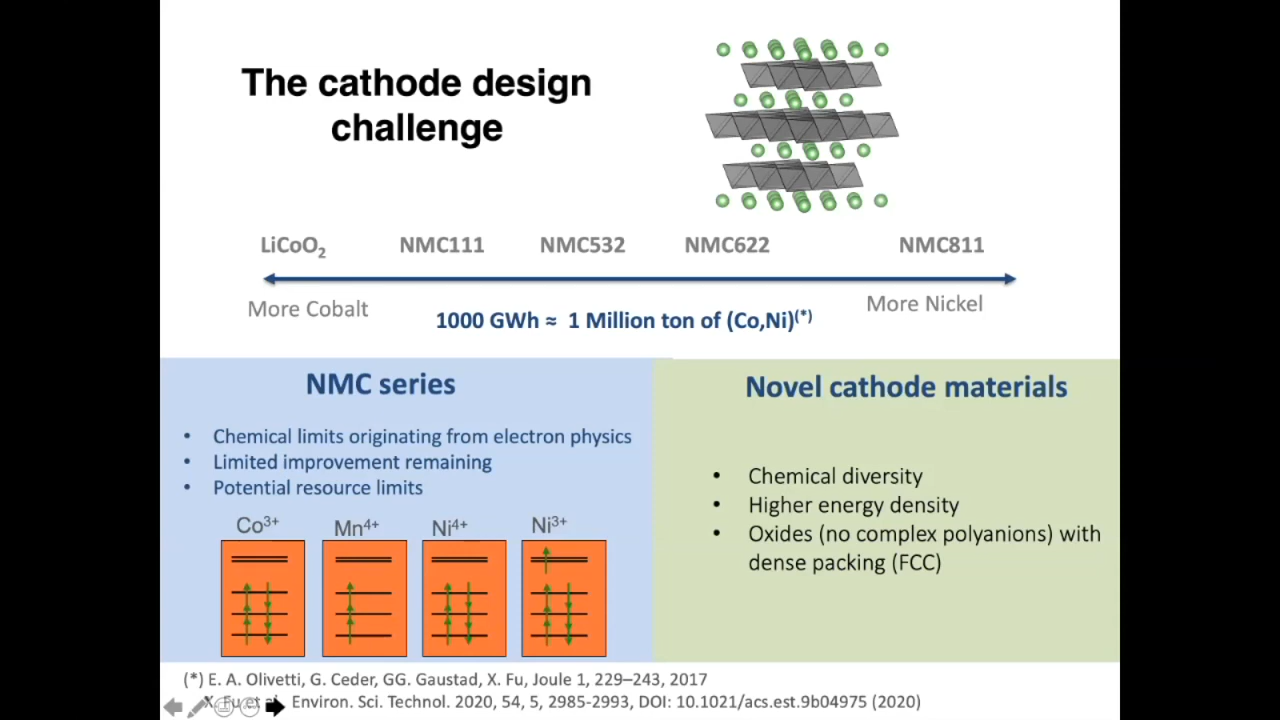 The cathode design
challenge
LiCoO₂ NMC111 NMC532 NMC622 NMC811
More Cobalt More Nickel
1000 GWh ≈ 1 Million ton of (Co,Ni)(*)
NMC series
• Chemical limits originating from electron physics
• Limited improvement remaining
• Potential resource limits
Co³⁺ Mn⁴⁺ Ni⁴⁺ Ni³⁺
Novel cathode materials
• Chemical diversity
• Higher energy density
• Oxides (no complex polyanions) with
dense packing (FCC)
(*) E. A. Olivetti, G. Ceder, GG. Gaustad, X. Fu, Joule 1, 229–243, 2017
X. Fu et al, Environ. Sci. Technol. 2020, 54, 5, 2985-2993, DOI: 10.1021/acs.est.9b04975 (2020)